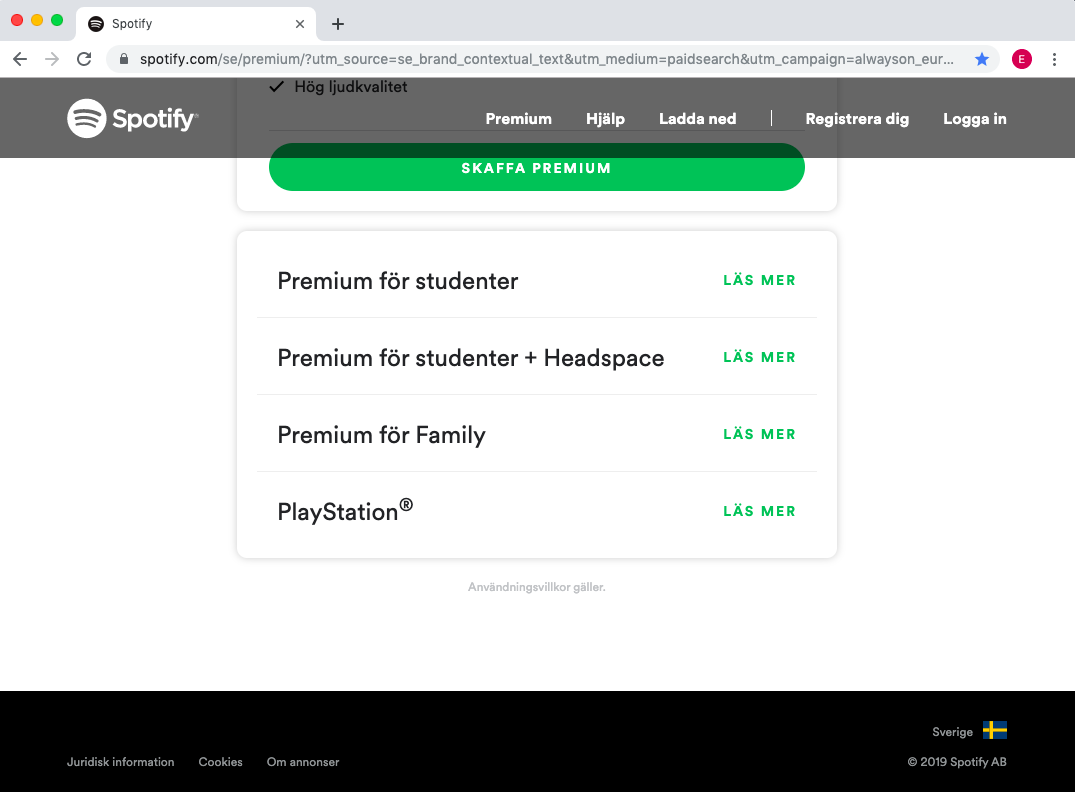 Spotify
spotify.com/se/premium/?utm_source=se_brand_contextual_text&utm_medium=paidsearch&utm_campaign=alwayson_eur...
E
Hög ljudkvalitet
Spotify
Premium
Hjälp
Ladda ned
Registrera dig
Logga in
SKAFFA PREMIUM
Premium för studenter
LÄS MER
Premium för studenter + Headspace
LÄS MER
Premium för Family
LÄS MER
PlayStation®
LÄS MER
Användningsvillkor gäller.
Sverige
Juridisk information
Cookies
Om annonser
© 2019 Spotify AB